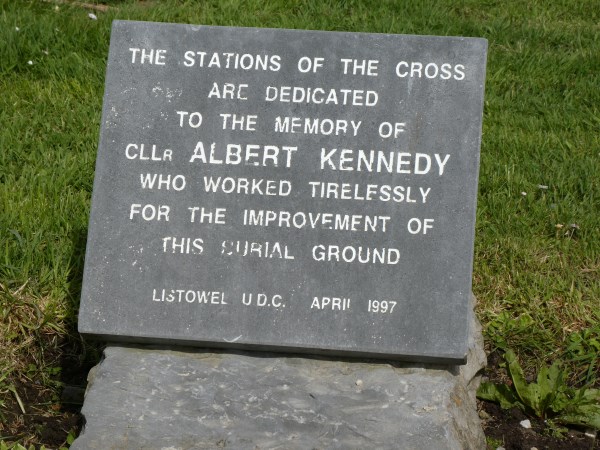 THE STATIONS OF THE CROSS
ARE DEDICATED
TO THE MEMORY OF
CLLR ALBERT KENNEDY
WHO WORKED TIRELESSLY
FOR THE IMPROVEMENT OF
THIS BURIAL GROUND
LISTOWEL U.D.C. APRIL 1997